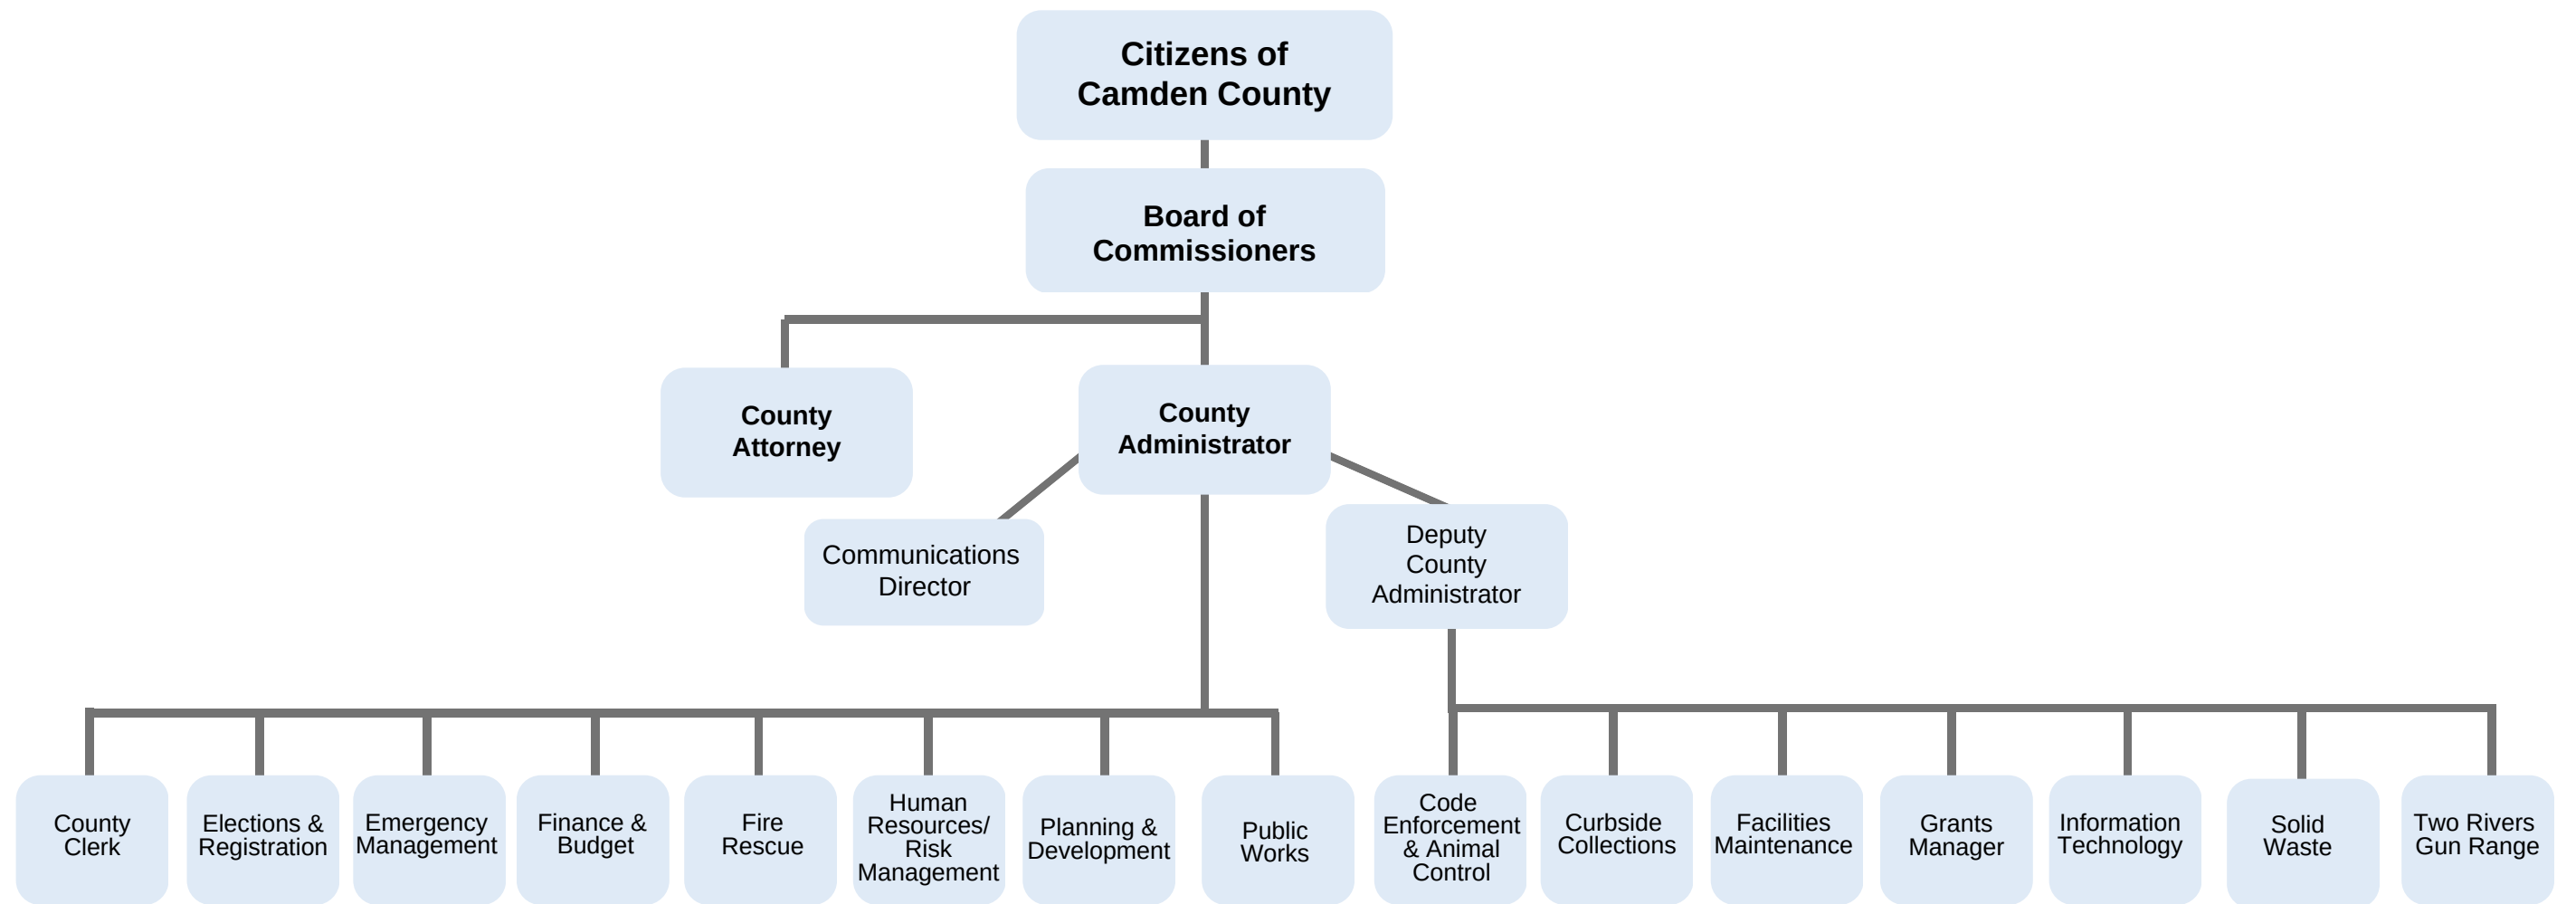 Citizens of
Camden County
Board of
Commissioners
County
Attorney
County
Administrator
Communications
Director
Deputy
County
Administrator
County
Clerk
Elections &
Registration
Emergency
Management
Finance &
Budget
Fire
Rescue
Human
Resources/
Risk
Management
Planning &
Development
Public
Works
Code
Enforcement
& Animal
Control
Curbside
Collections
Facilities
Maintenance
Grants
Manager
Information
Technology
Solid
Waste
Two Rivers
Gun Range